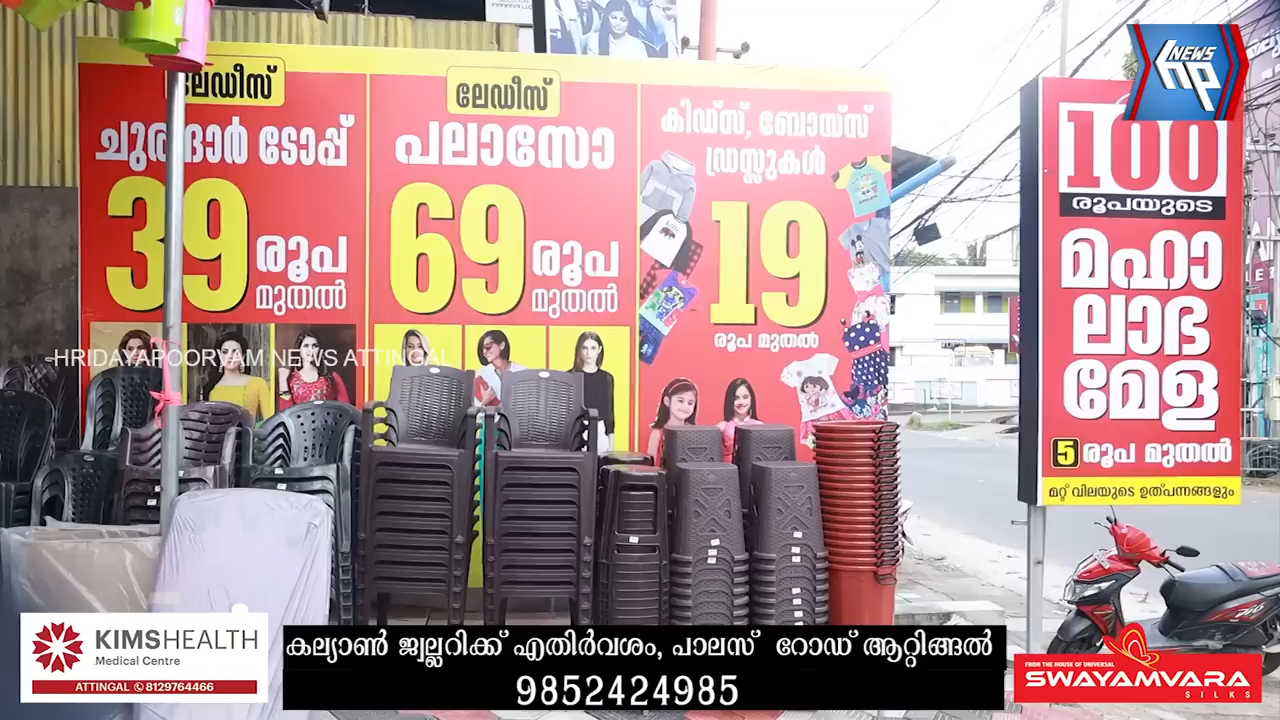 ലേഡീസ്
ചുരിദാർ ടോപ്പ്
39 രൂപ
മുതൽ
ലേഡീസ്
പലാസോ
69 രൂപ
മുതൽ
കിഡ്സ്, ബോയ്സ്
ഡ്രസ്സുകൾ
19
രൂപ മുതൽ
NEWS
hp
100
രൂപയുടെ
മഹാ
ലാഭ
മേള
5 രൂപ മുതൽ
മറ്റ് വിലയുടെ ഉത്പന്നങ്ങളും
HRIDAYAPOORVAM NEWS ATTINGAL
KIMSHEALTH
Medical Centre
ATTINGAL 8129764466
കല്യാൺ ജ്വല്ലറിക്ക് എതിർവശം, പാലസ് റോഡ് ആറ്റിങ്ങൽ
9852424985
FROM THE HOUSE OF UNIVERSAL
SWAYAMVARA
SILKS